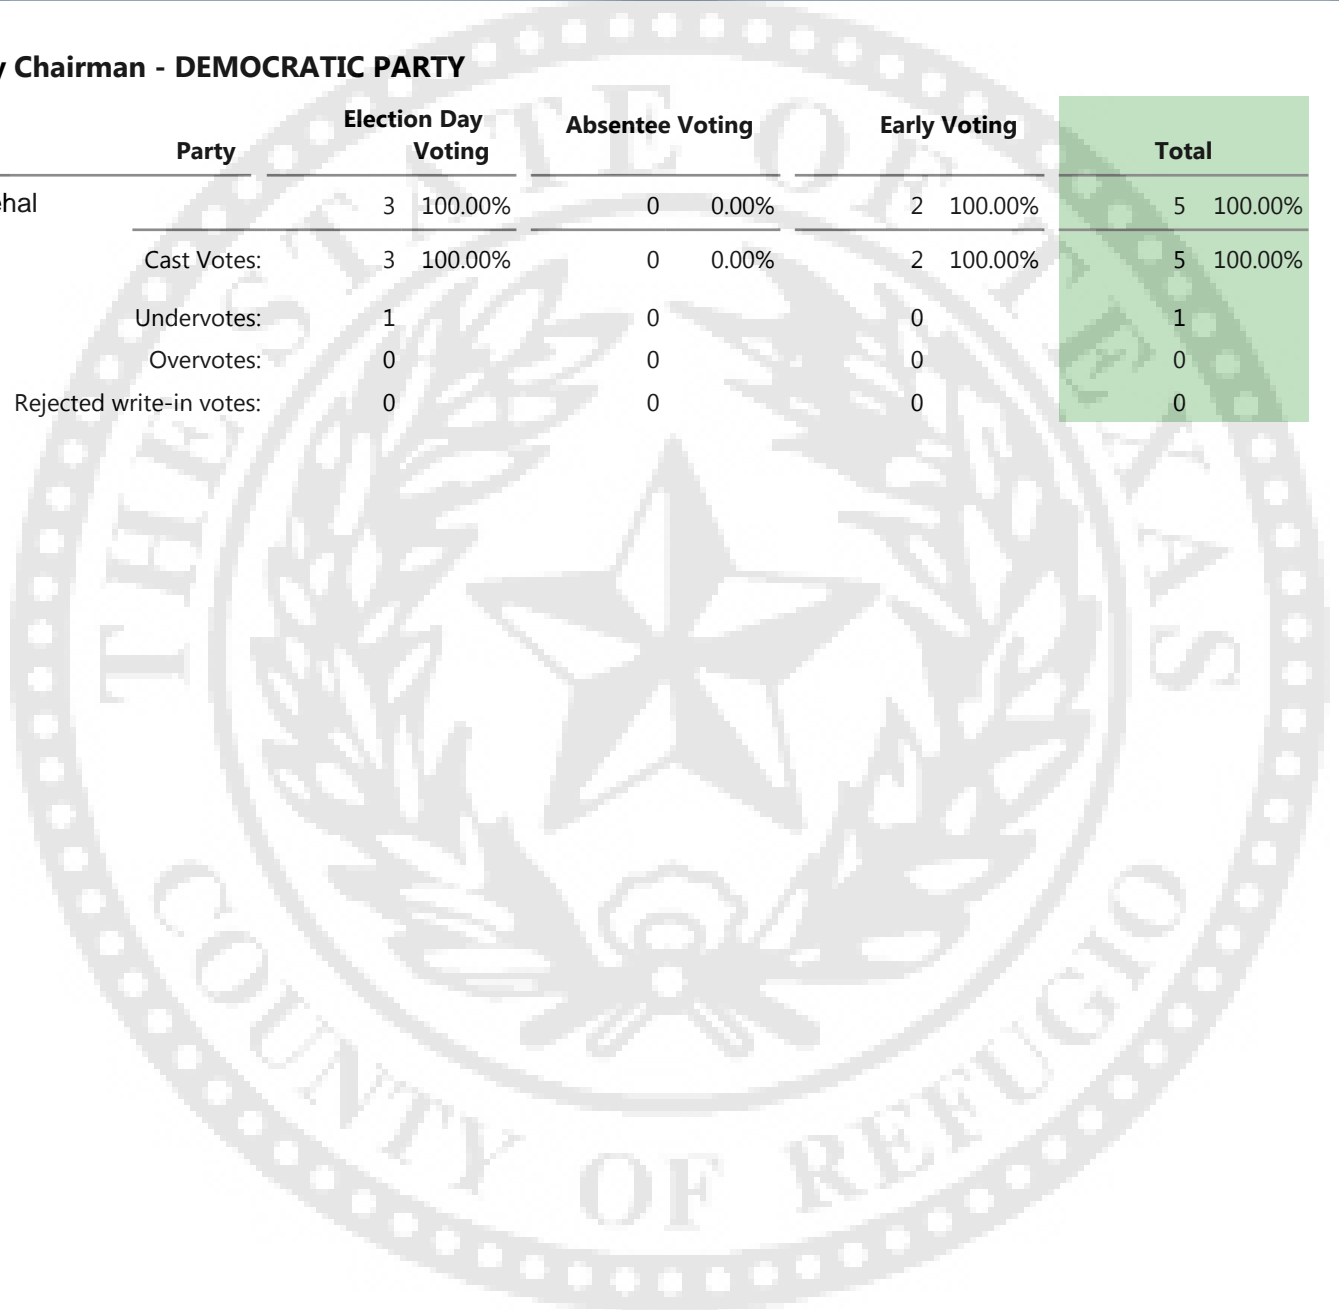 y Chairman - DEMOCRATIC PARTY
Party Election Day Voting Absentee Voting Early Voting Total
ehal 3 100.00% 0 0.00% 2 100.00% 5 100.00%
Cast Votes: 3 100.00% 0 0.00% 2 100.00% 5 100.00%
Undervotes: 1 0 0 1
Overvotes: 0 0 0 0
Rejected write-in votes: 0 0 0 0
THE STATE OF TEXAS
COUNTY OF REFUGIO